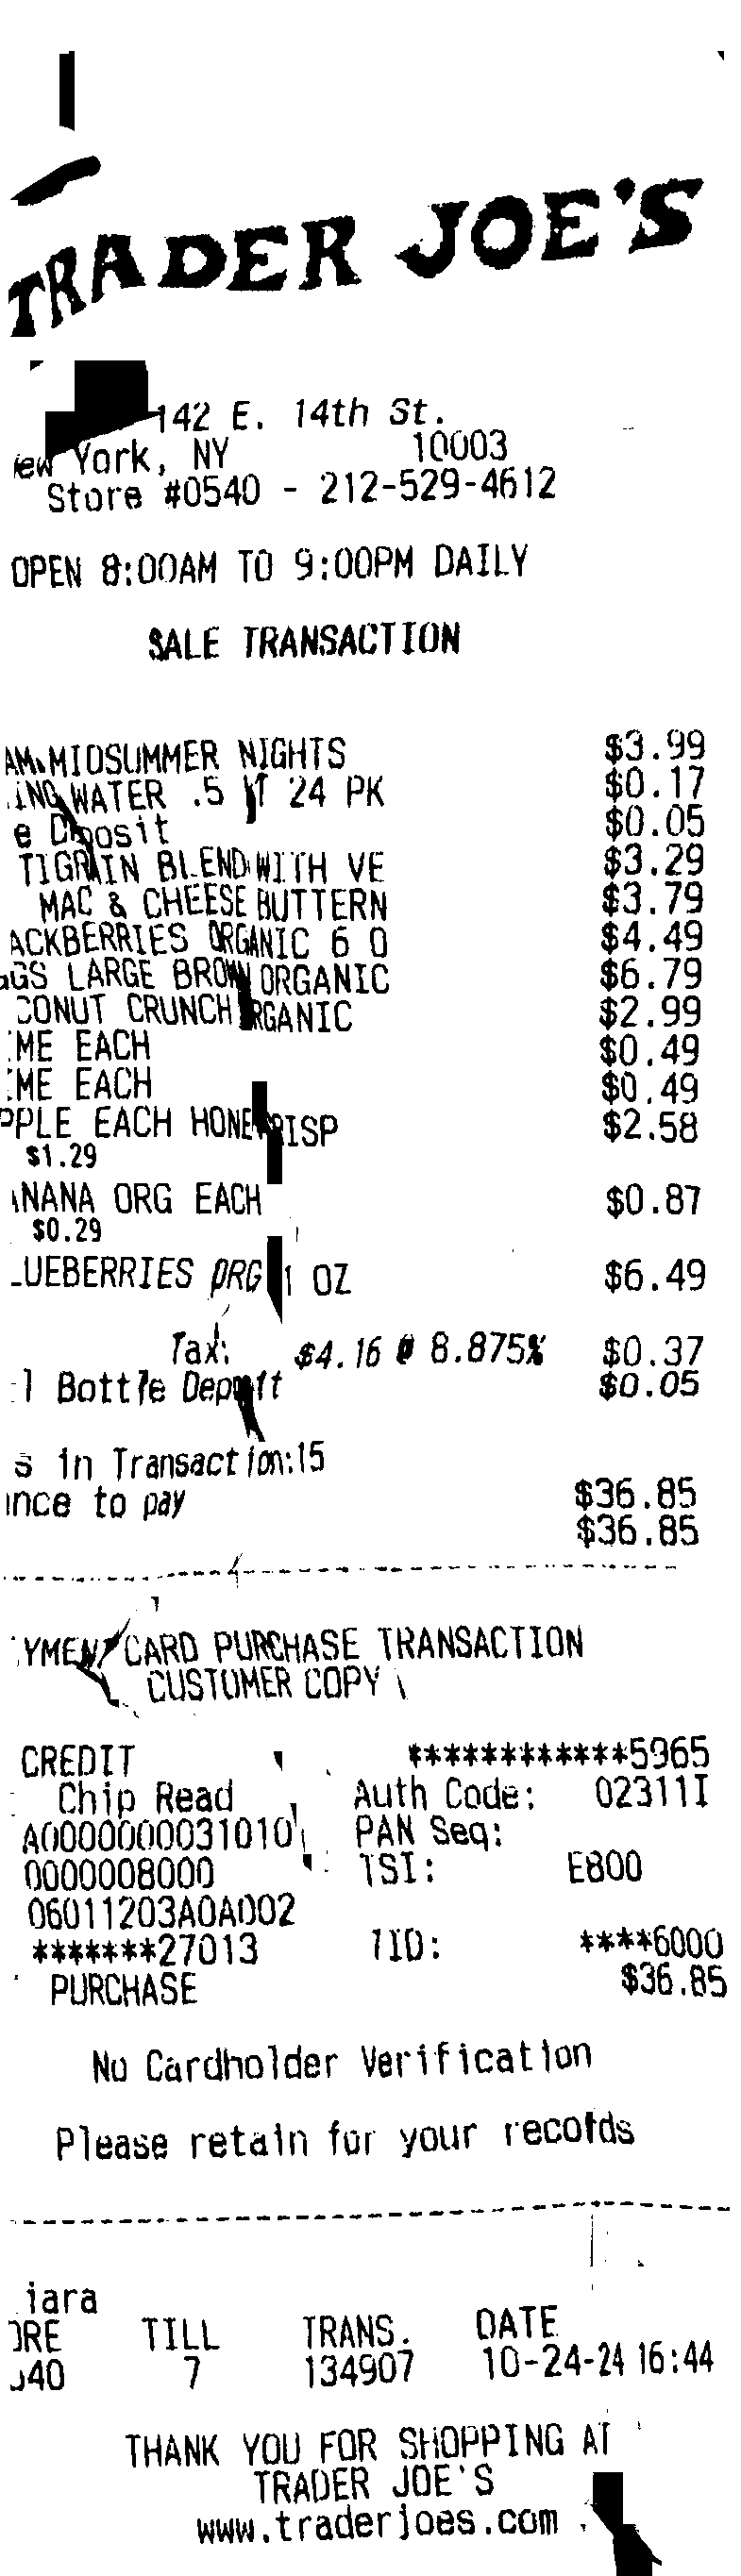 TRADER JOE'S
142 E. 14th St.
ew York, NY 10003
Store #0540 - 212-529-4612
OPEN 8:00AM TO 9:00PM DAILY
SALE TRANSACTION
AM MIDSUMMER NIGHTS $3.99
ING WATER .5 24 PK $0.17
e Deposit $0.05
TIGRAIN BLEND WITH VE $3.29
MAC & CHEESE BUTTERN $3.79
ACKBERRIES ORGANIC 6 O $4.49
GGS LARGE BROWN ORGANIC $6.79
CONUT CRUNCH ORGANIC $2.99
IME EACH $0.49
IME EACH $0.49
PPLE EACH HONEYCRISP $2.58
$1.29
ANANA ORG EACH $0.87
$0.29
LUEBERRIES ORG 1 OZ $6.49
Tax: $4.16 @ 8.875% $0.37
l Bottle Deposit $0.05
s in Transaction:15
ance to pay $36.85
$36.85
YMENT CARD PURCHASE TRANSACTION
CUSTOMER COPY
CREDIT ************5965
Chip Read Auth Code: 02311I
A0000000031010 PAN Seq:
0000008000 TSI: E800
06011203A0A002
*******27013 TID: ****6000
PURCHASE $36.85
No Cardholder Verification
Please retain for your records
iara
ORE TILL TRANS. DATE
540 7 134907 10-24-24 16:44
THANK YOU FOR SHOPPING AT
TRADER JOE'S
www.traderjoes.com